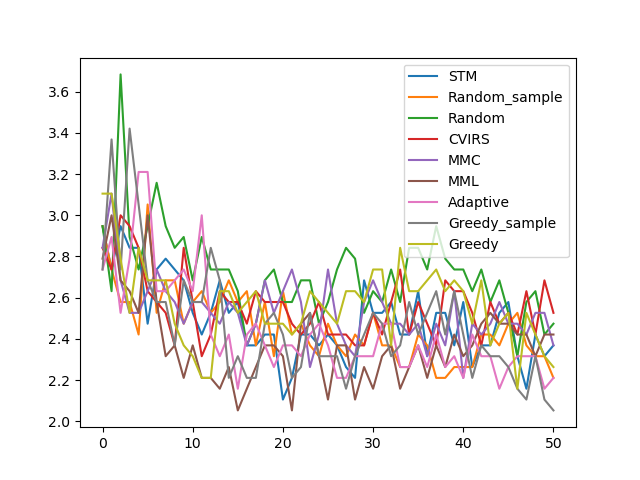 3.6
3.4
3.2
3.0
2.8
2.6
2.4
2.2
2.0
0 10 20 30 40 50
STM
Random_sample
Random
CVIRS
MMC
MML
Adaptive
Greedy_sample
Greedy